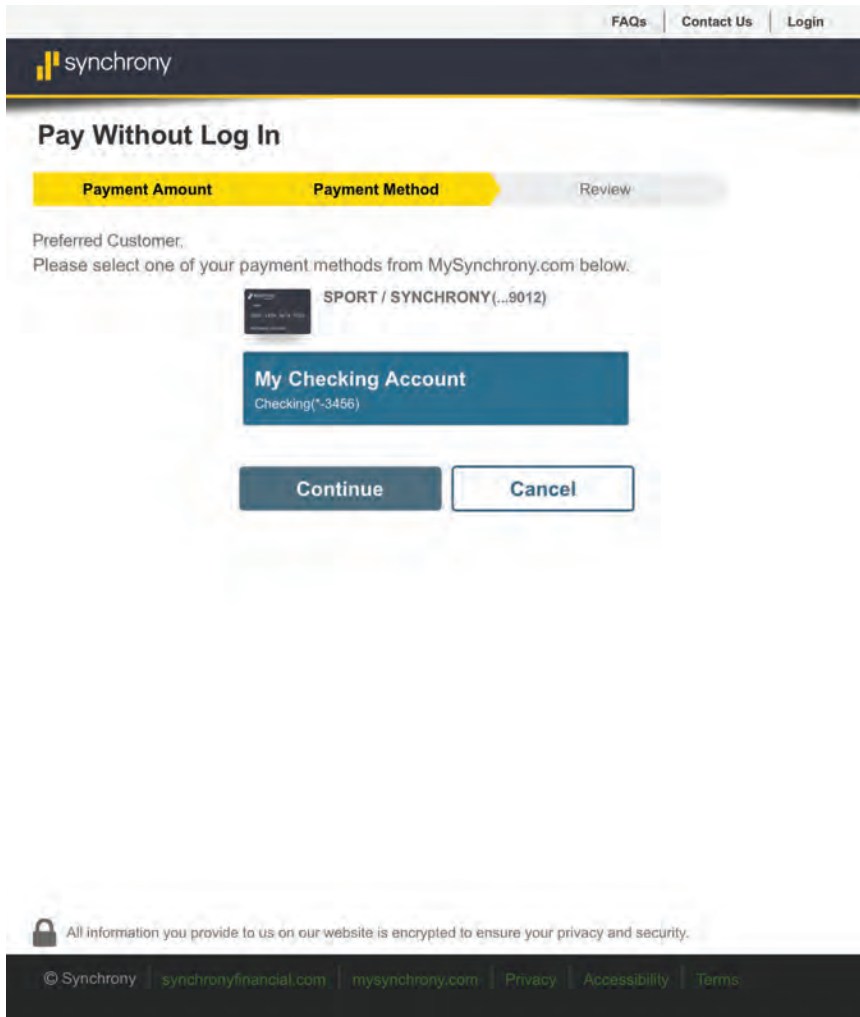 FAQs Contact Us Login
synchrony
Pay Without Log In
Payment Amount Payment Method Review
Preferred Customer,
Please select one of your payment methods from MySynchrony.com below.
SPORT / SYNCHRONY(...9012)
My Checking Account
Checking(*-3456)
Continue Cancel
All information you provide to us on our website is encrypted to ensure your privacy and security.
© Synchrony synchronyfinancial.com mysynchrony.com Privacy Accessibility Terms